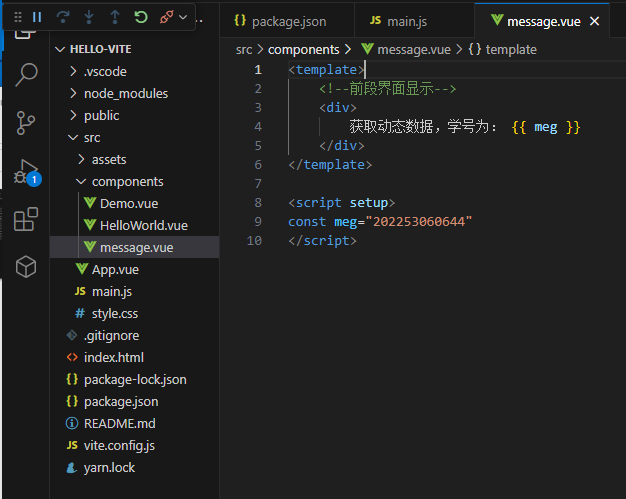 package.json
JS main.js
message.vue
HELLO-VITE
src > components > message.vue > {} template
.vscode
node_modules
public
src
assets
components
Demo.vue
HelloWorld.vue
message.vue
App.vue
JS main.js
# style.css
.gitignore
<> index.html
{} package-lock.json
{} package.json
README.md
JS vite.config.js
yarn.lock
1
1 <template>
2 <!--前段界面显示-->
3 <div>
4 获取动态数据，学号为： {{ meg }}
5 </div>
6 </template>
7
8 <script setup>
9 const meg="202253060644"
10 </script>